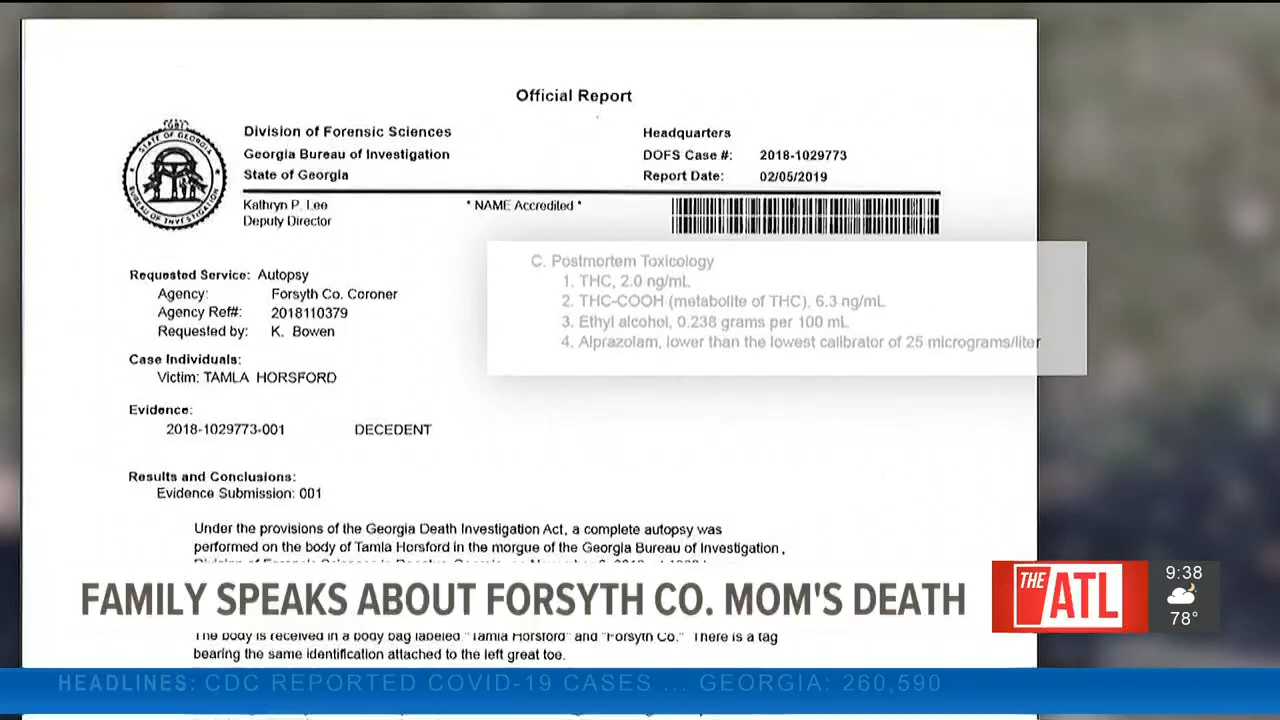 Official Report
STATE OF GEORGIA
GBI
BUREAU OF INVESTIGATION
Division of Forensic Sciences
Georgia Bureau of Investigation
State of Georgia
Headquarters
DOFS Case #: 2018-1029773
Report Date: 02/05/2019
Kathryn P. Lee
Deputy Director
* NAME Accredited *
C. Postmortem Toxicology
1. THC, 2.0 ng/mL
2. THC-COOH (metabolite of THC), 6.3 ng/mL
3. Ethyl alcohol, 0.238 grams per 100 mL
4. Alprazolam, lower than the lowest calibrator of 25 micrograms/liter
Requested Service: Autopsy
Agency: Forsyth Co. Coroner
Agency Ref#: 2018110379
Requested by: K. Bowen
Case Individuals:
Victim: TAMLA HORSFORD
Evidence:
2018-1029773-001 DECEDENT
Results and Conclusions:
Evidence Submission: 001
Under the provisions of the Georgia Death Investigation Act, a complete autopsy was
performed on the body of Tamla Horsford in the morgue of the Georgia Bureau of Investigation,
FAMILY SPEAKS ABOUT FORSYTH CO. MOM'S DEATH
THE ATL
9:38
78°
The body is received in a body bag labeled "Tamla Horsford" and "Forsyth Co." There is a tag
bearing the same identification attached to the left great toe.
HEADLINES: CDC REPORTED COVID-19 CASES ... GEORGIA: 260,590